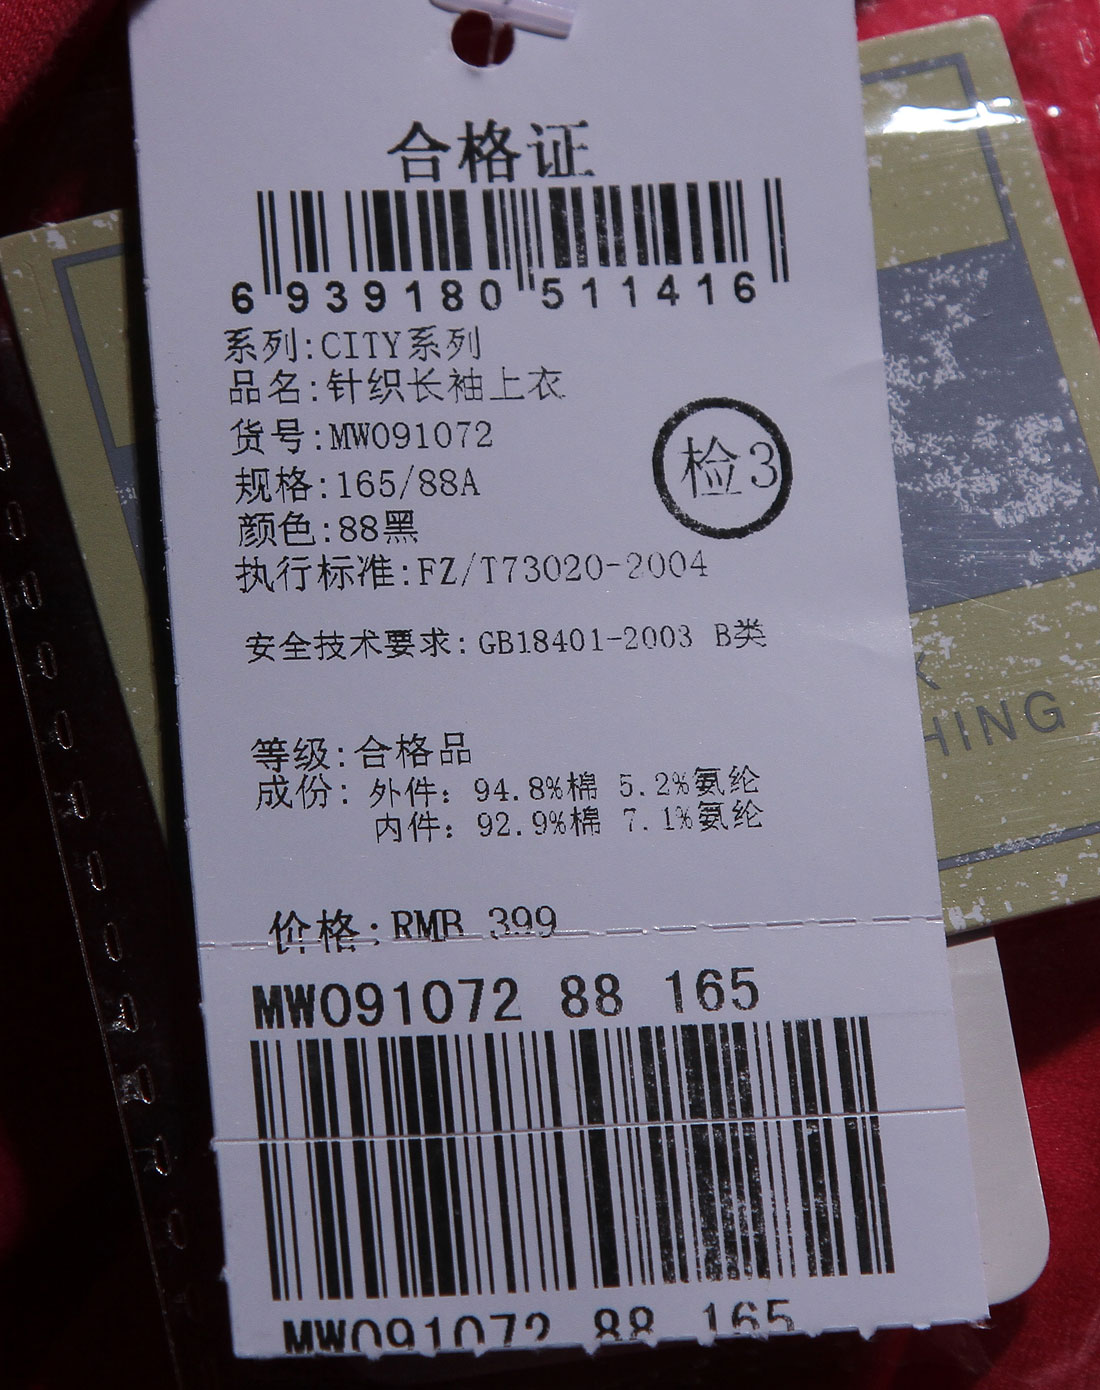 合格证
6 939180 511416
系列:CITY系列
品名:针织长袖上衣
货号:MW091072
规格:165/88A
检3
颜色:88黑
执行标准:FZ/T73020-2004
安全技术要求:GB18401-2003 B类
等级:合格品
成份: 外件: 94.8%棉 5.2%氨纶
内件: 92.9%棉 7.1%氨纶
价格:RMB 399
MW091072 88 165
MW091072 88 165
HING